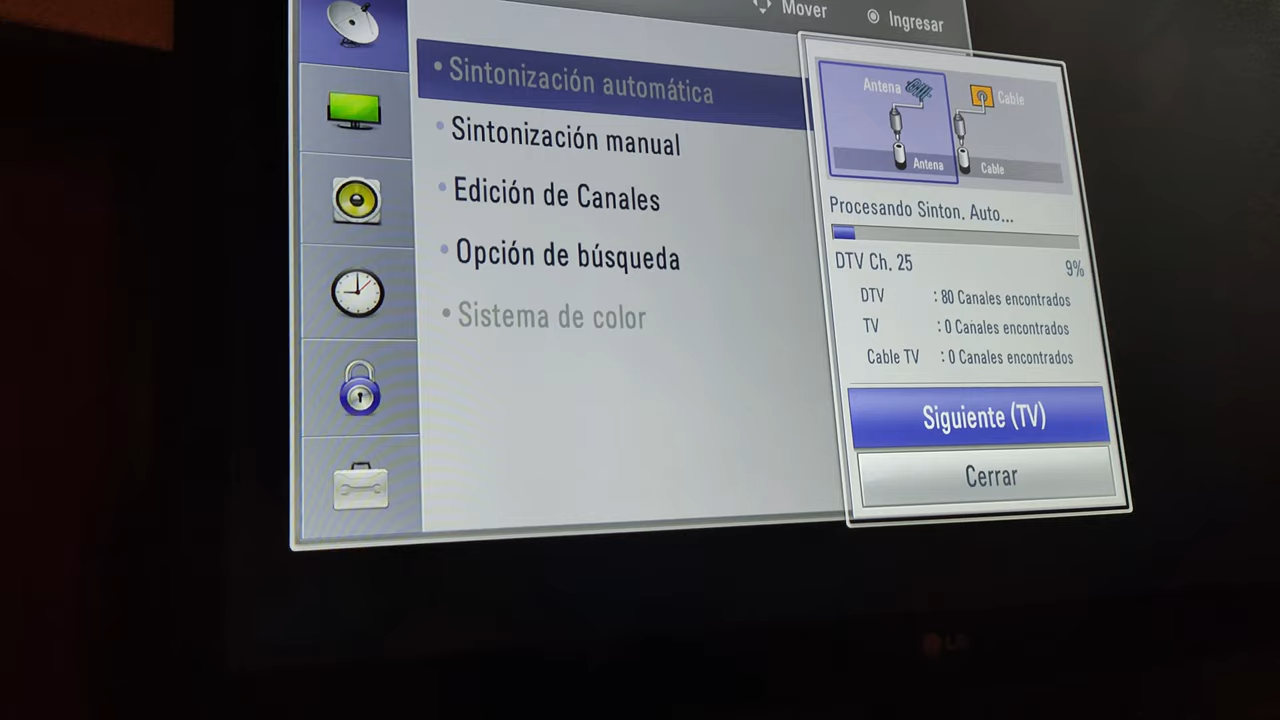 Mover
Ingresar
Sintonización automática
Sintonización manual
Edición de Canales
Opción de búsqueda
Sistema de color
Antena
Cable
Antena
Cable
Procesando Sinton. Auto...
DTV Ch. 25
9%
DTV : 80 Canales encontrados
TV : 0 Canales encontrados
Cable TV : 0 Canales encontrados
Siguiente (TV)
Cerrar
LG